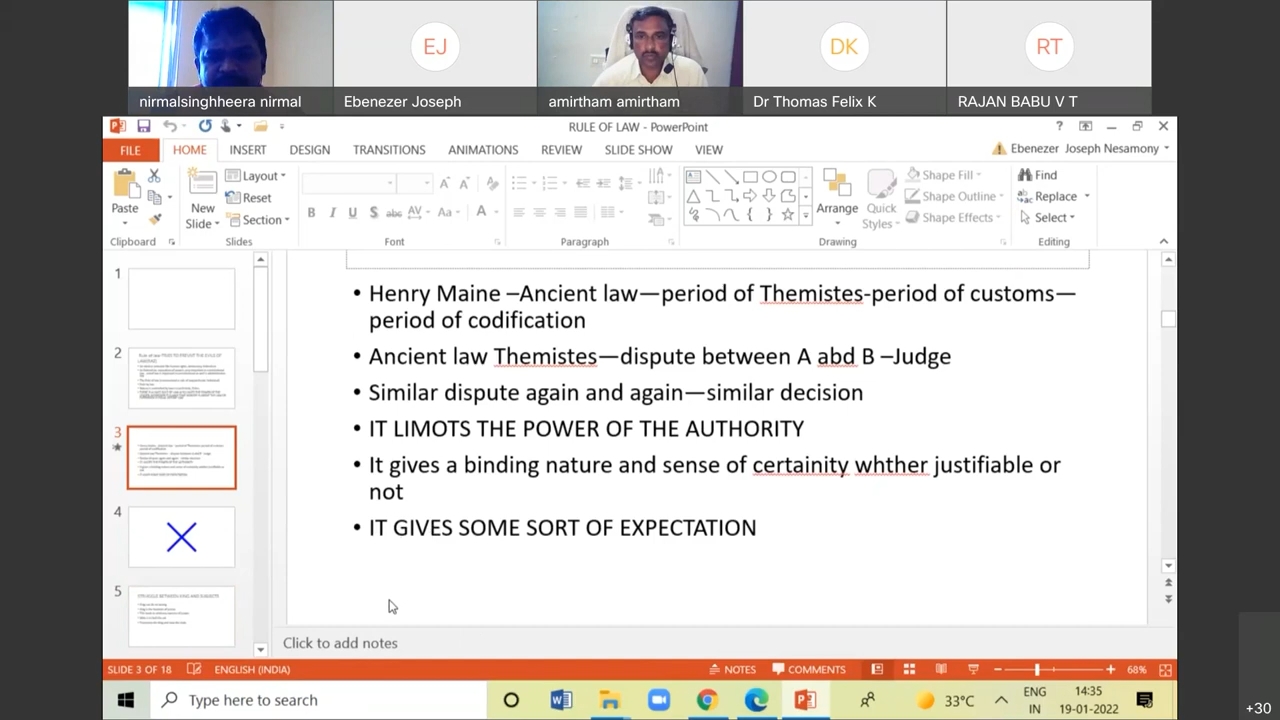 EJ
DK
RT
nirmalsinghheera nirmal
Ebenezer Joseph
amirtham amirtham
Dr Thomas Felix K
RAJAN BABU V T
RULE OF LAW - PowerPoint
FILE HOME INSERT DESIGN TRANSITIONS ANIMATIONS REVIEW SLIDE SHOW VIEW
Ebenezer Joseph Nesamony
Paste
New
Slide
Layout
Reset
Section
Arrange
Quick
Styles
Shape Fill
Shape Outline
Shape Effects
Find
Replace
Select
Clipboard Slides Font Paragraph Drawing Editing
1
2
3
4
5
• Henry Maine –Ancient law—period of Themistes-period of customs—
period of codification
• Ancient law Themistes—dispute between A abd B –Judge
• Similar dispute again and again—similar decision
• IT LIMOTS THE POWER OF THE AUTHORITY
• It gives a binding nature and sense of certainity whther justifiable or
not
• IT GIVES SOME SORT OF EXPECTATION
Click to add notes
SLIDE 3 OF 18 ENGLISH (INDIA) NOTES COMMENTS 68%
Type here to search
33°C
ENG
IN
14:35
19-01-2022
+30